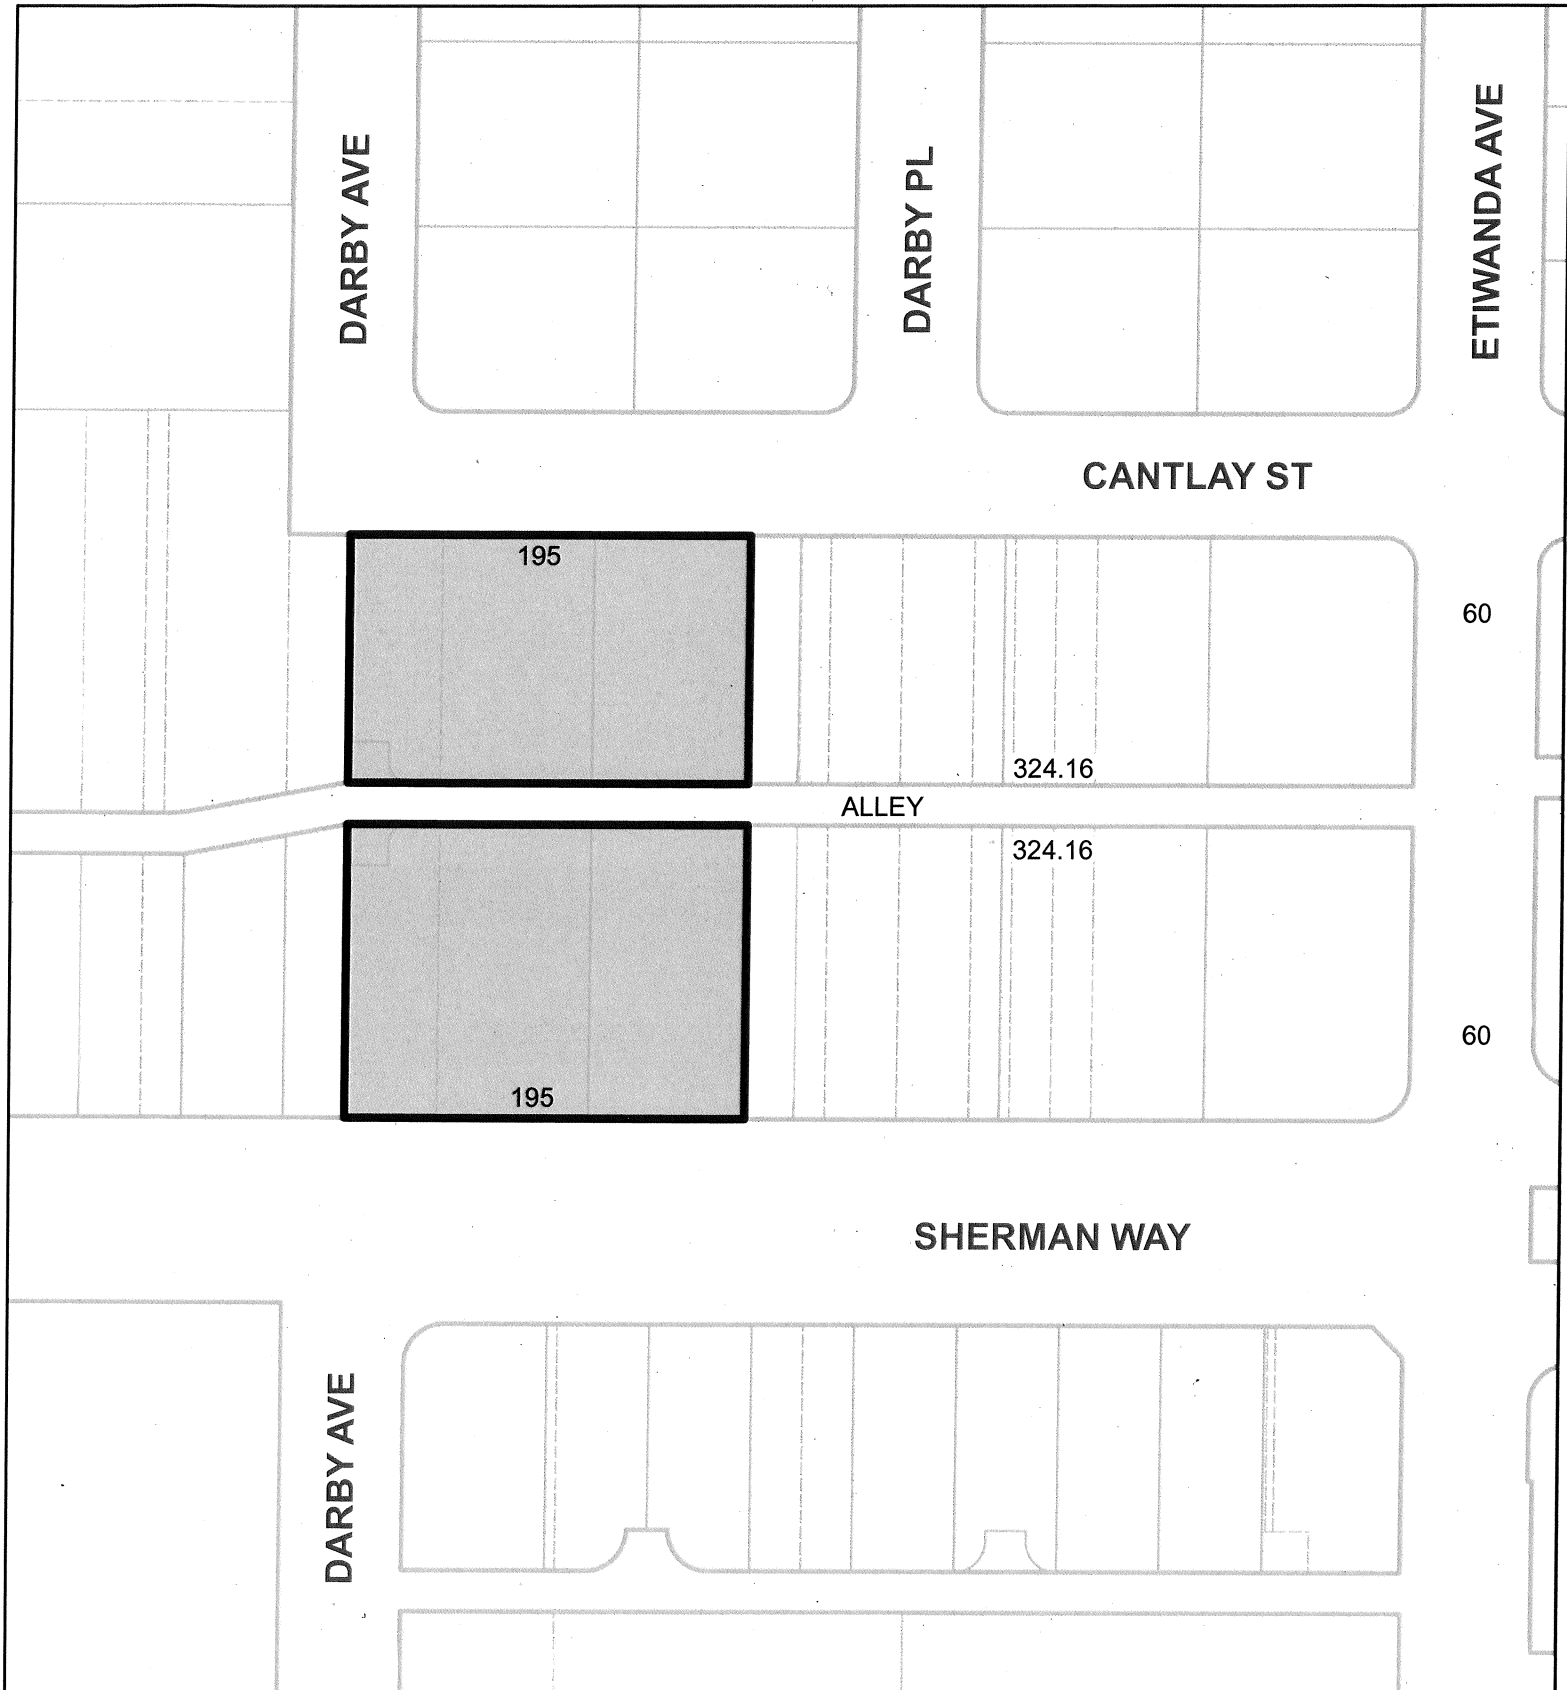 DARBY AVE
DARBY PL
ETIWANDA AVE
CANTLAY ST
195
60
324.16
ALLEY
324.16
60
195
SHERMAN WAY
DARBY AVE